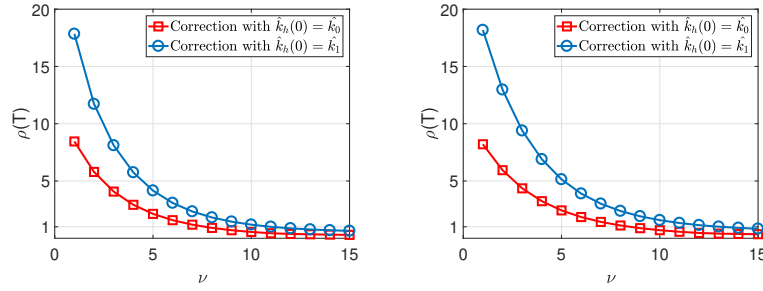 20
15
10
5
1
ρ(T)
0
5
10
15
ν
Correction with k̂_h(0) = k̂_0
Correction with k̂_h(0) = k̂_1
20
15
10
5
1
ρ(T)
0
5
10
15
ν
Correction with k̂_h(0) = k̂_0
Correction with k̂_h(0) = k̂_1